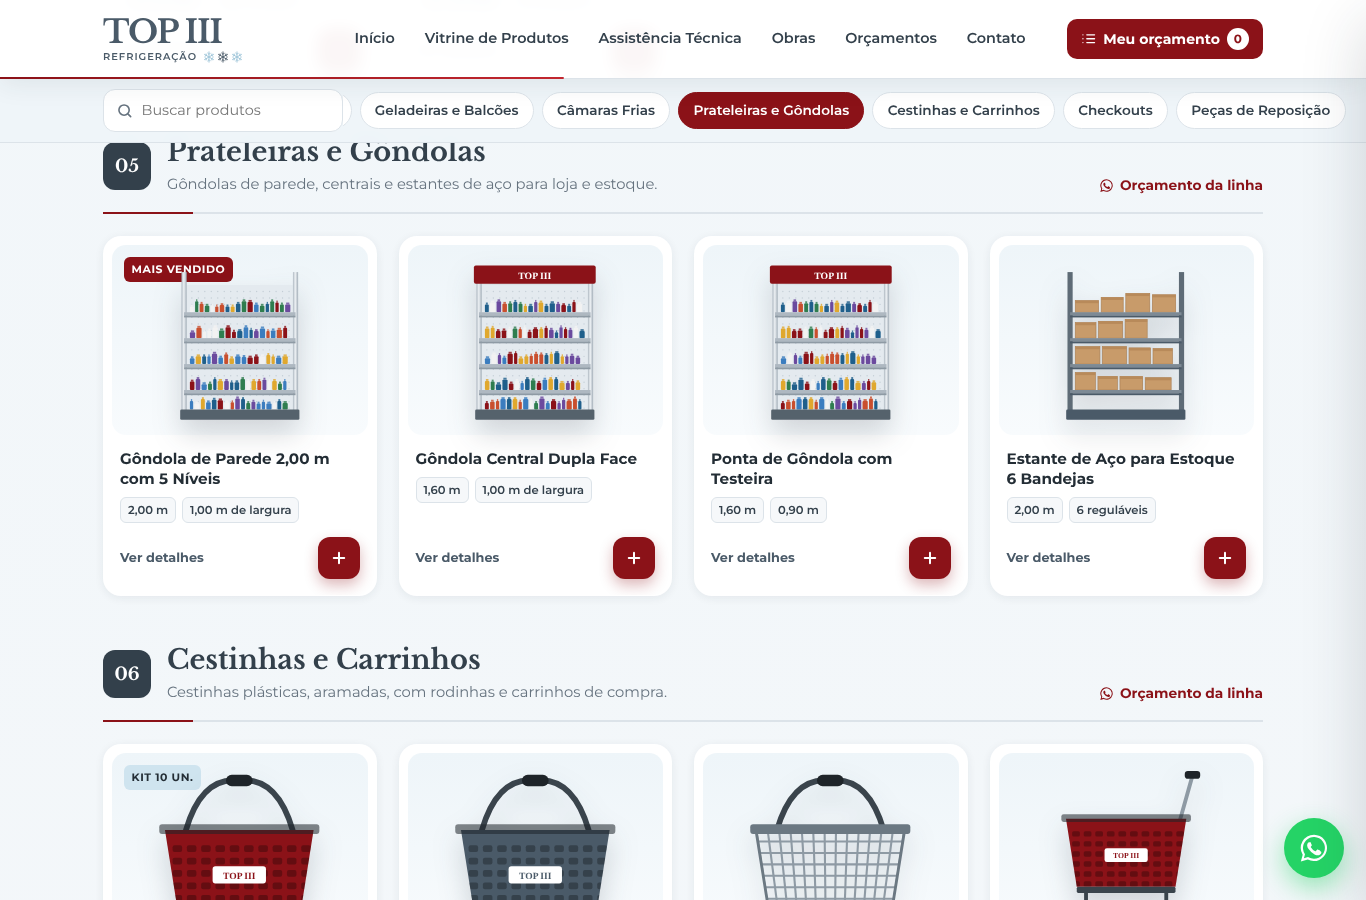 TOP III
REFRIGERAÇÃO
Início
Vitrine de Produtos
Assistência Técnica
Obras
Orçamentos
Contato
Meu orçamento 0
Buscar produtos
Geladeiras e Balcões
Câmaras Frias
Prateleiras e Gôndolas
Cestinhas e Carrinhos
Checkouts
Peças de Reposição
05
Prateleiras e Gôndolas
Gôndolas de parede, centrais e estantes de aço para loja e estoque.
Orçamento da linha
MAIS VENDIDO
TOP III
TOP III
Gôndola de Parede 2,00 m
com 5 Níveis
2,00 m
1,00 m de largura
Ver detalhes
Gôndola Central Dupla Face
1,60 m
1,00 m de largura
Ver detalhes
Ponta de Gôndola com
Testeira
1,60 m
0,90 m
Ver detalhes
Estante de Aço para Estoque
6 Bandejas
2,00 m
6 reguláveis
Ver detalhes
06
Cestinhas e Carrinhos
Cestinhas plásticas, aramadas, com rodinhas e carrinhos de compra.
Orçamento da linha
KIT 10 UN.
TOP III
TOP III
TOP III